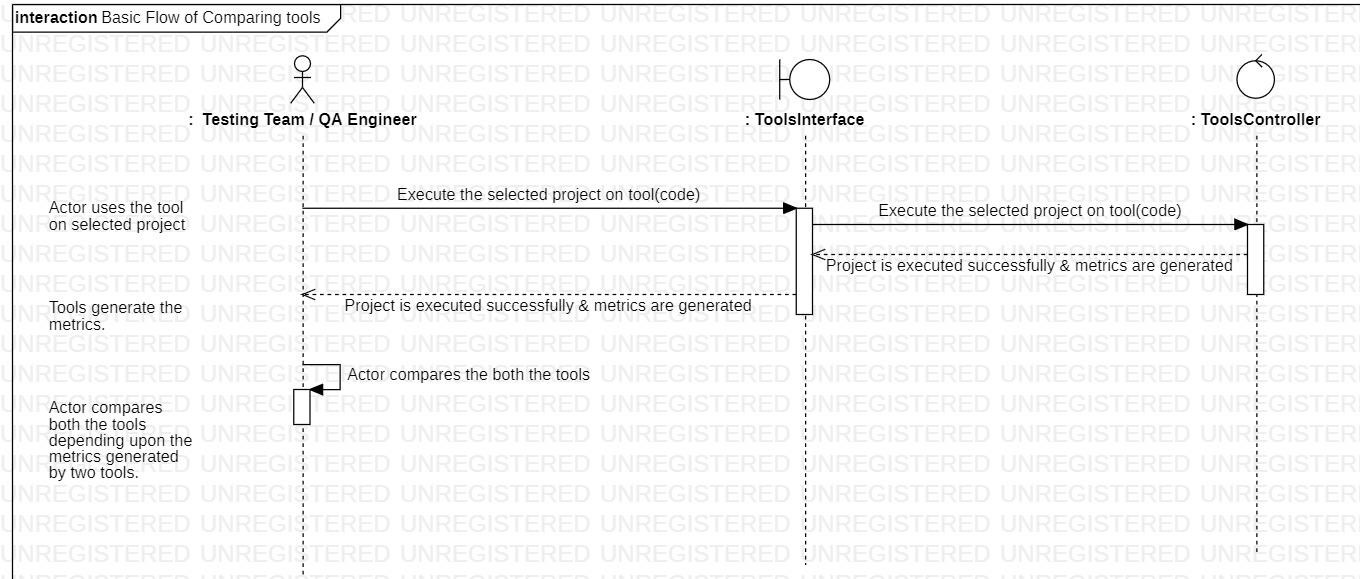 interaction Basic Flow of Comparing tools
: Testing Team / QA Engineer
: ToolsInterface
: ToolsController
Execute the selected project on tool(code)
Actor uses the tool
on selected project
Execute the selected project on tool(code)
Project is executed successfully & metrics are generated
Tools generate the
metrics.
Project is executed successfully & metrics are generated
Actor compares the both the tools
Actor compares
both the tools
depending upon the
metrics generated
by two tools.
UNREGISTERED